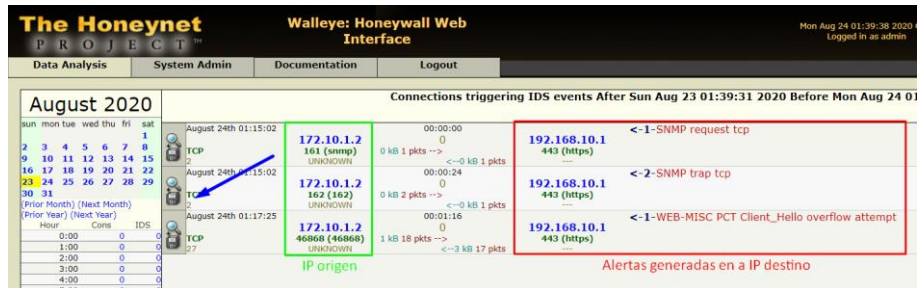 The Honeynet
PROJECT™
Walleye: Honeywall Web
Interface
Mon Aug 24 01:39:38 2020
Logged in as admin
Data Analysis System Admin Documentation Logout
August 2020
Connections triggering IDS events After Sun Aug 23 01:39:31 2020 Before Mon Aug 24 01
sun mon tue wed thu fri sat
1
2 3 4 5 6 7 8
9 10 11 12 13 14 15
16 17 18 19 20 21 22
23 24 25 26 27 28 29
30 31
(Prior Month) (Next Month)
(Prior Year) (Next Year)
Hour Cons IDS
0:00 0 0
1:00 0 0
2:00 0 0
3:00 0 0
4:00 0 0
August 24th 01:15:02
TCP
2
172.10.1.2
161 (snmp)
UNKNOWN
00:00:00
0
0 kB 1 pkts -->
<--0 kB 1 pkts
192.168.10.1
443 (https)
---
<-1-SNMP request tcp
August 24th 01:15:02
TCP
2
172.10.1.2
162 (162)
UNKNOWN
00:00:24
0
0 kB 2 pkts -->
<--0 kB 1 pkts
192.168.10.1
443 (https)
---
<-2-SNMP trap tcp
August 24th 01:17:25
TCP
27
172.10.1.2
46868 (46868)
UNKNOWN
00:01:16
0
1 kB 18 pkts -->
<--3 kB 17 pkts
192.168.10.1
443 (https)
---
<-1-WEB-MISC PCT Client_Hello overflow attempt
IP origen
Alertas generadas en a IP destino